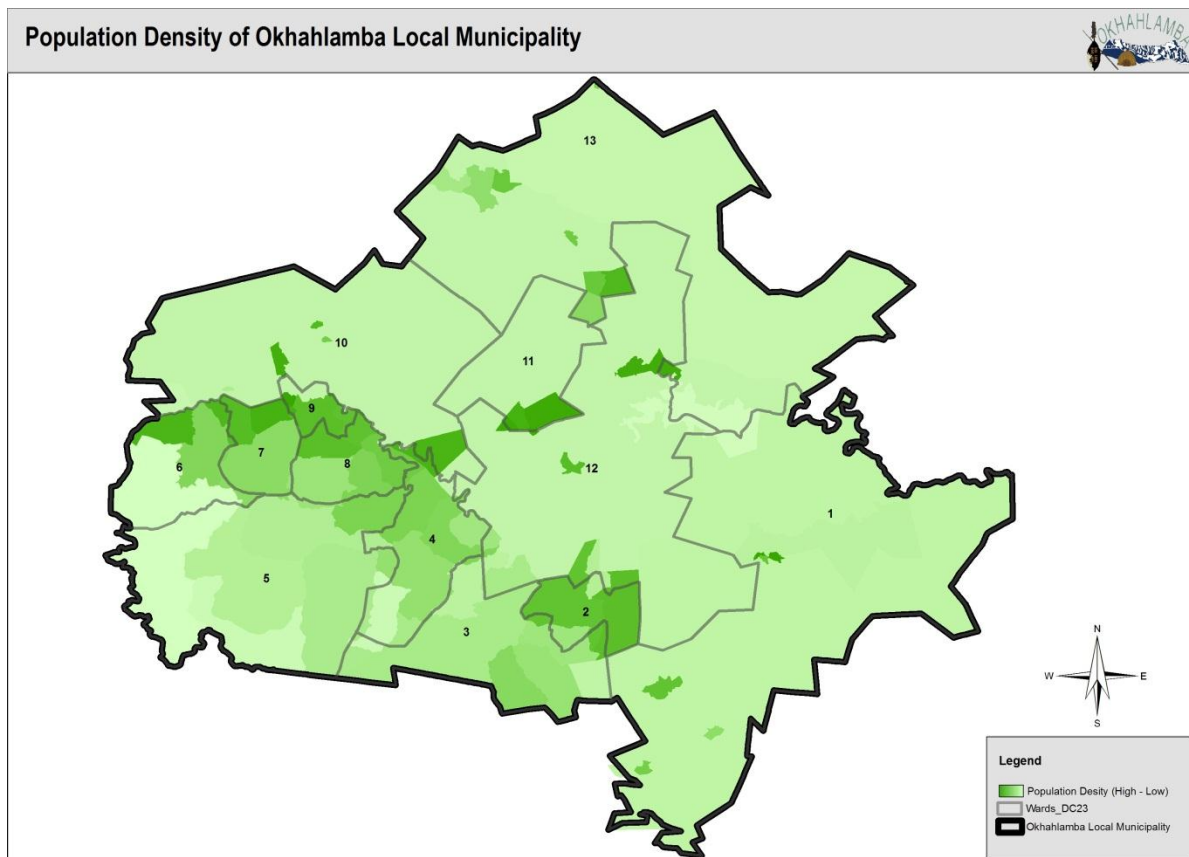 Population Density of Okhahlamba Local Municipality
OKHAHLAMBA
13
10
11
9
6
7
8
12
1
4
5
2
3
N
W E
S
Legend
Population Desity (High - Low)
Wards_DC23
Okhahlamba Local Municipality